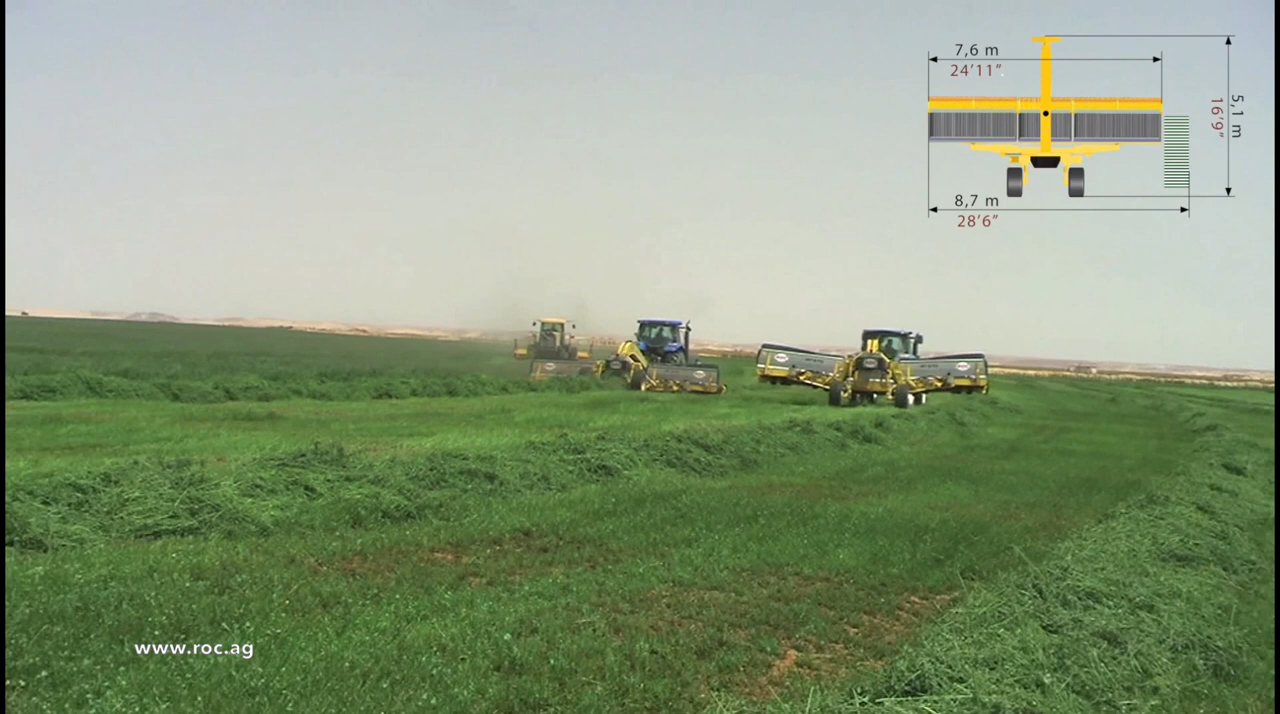 7,6 m
24’11”
5,1 m
16’9”
8,7 m
28’6”
www.roc.ag